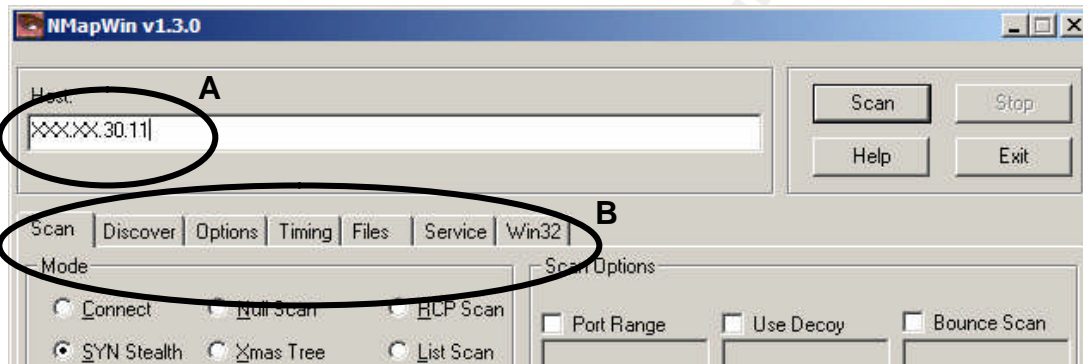 NMapWin v1.3.0
A
Host:
XXX.XX.30.11
Scan Stop
Help Exit
B
Scan Discover Options Timing Files Service Win32
Mode Scan Options
Connect Null Scan RCP Scan Port Range Use Decoy Bounce Scan
SYN Stealth Xmas Tree List Scan